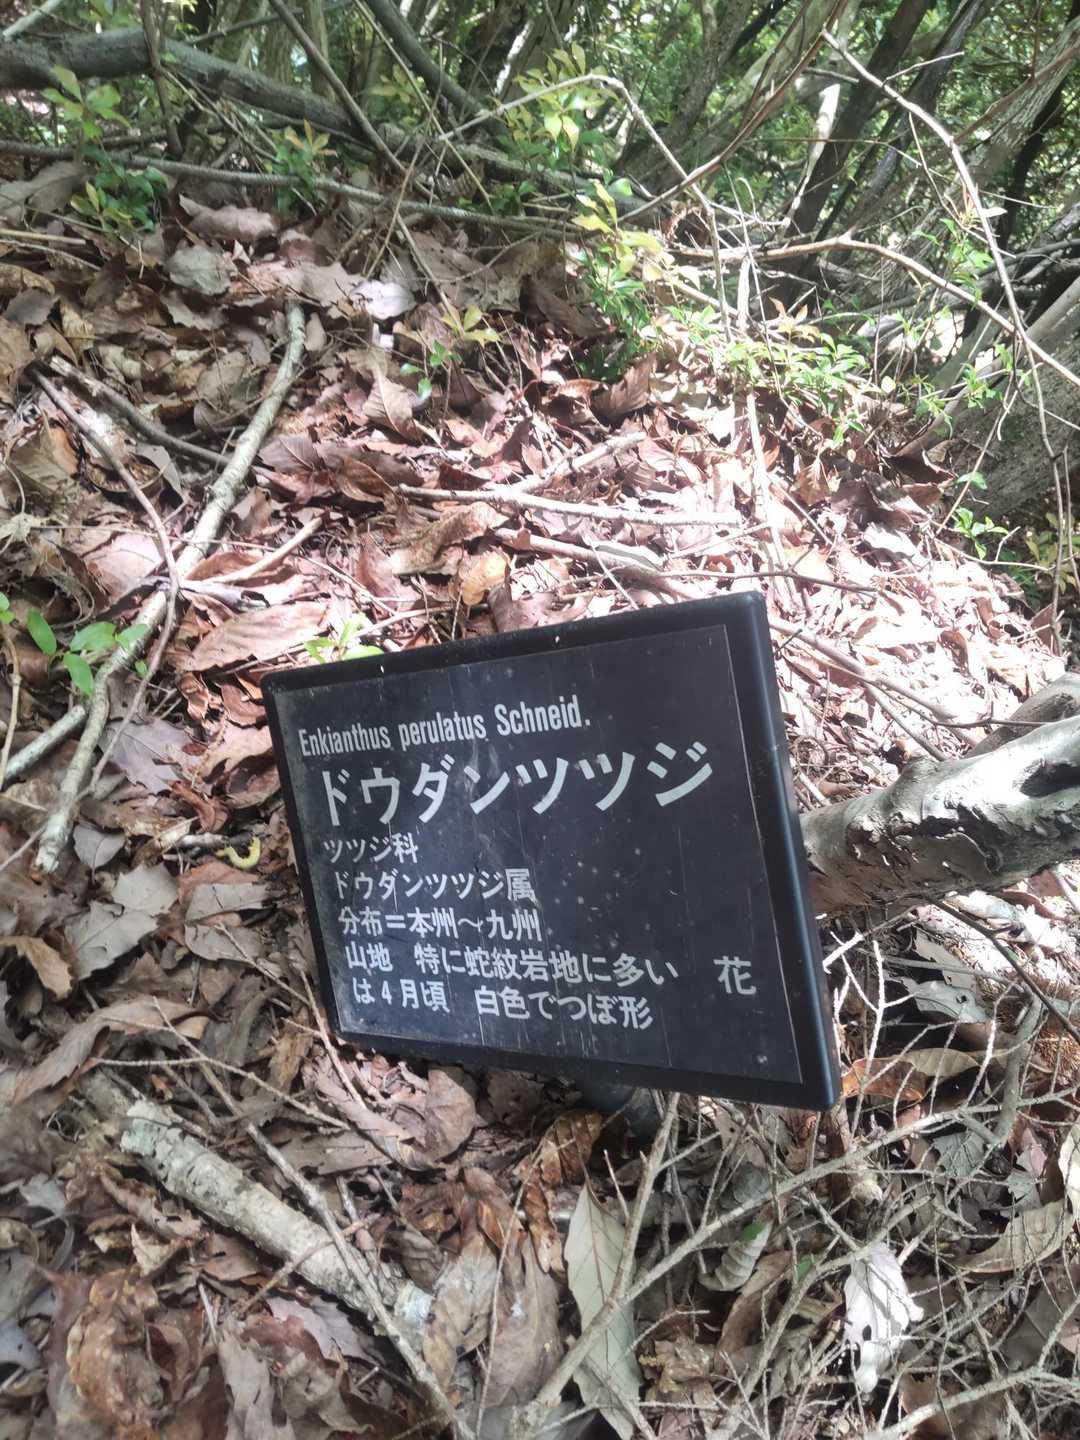 Enkianthus perulatus Schneid.
ドウダンツツジ
ツツジ科
ドウダンツツジ属
分布＝本州〜九州
山地　特に蛇紋岩地に多い　花
は4月頃　白色でつぼ形